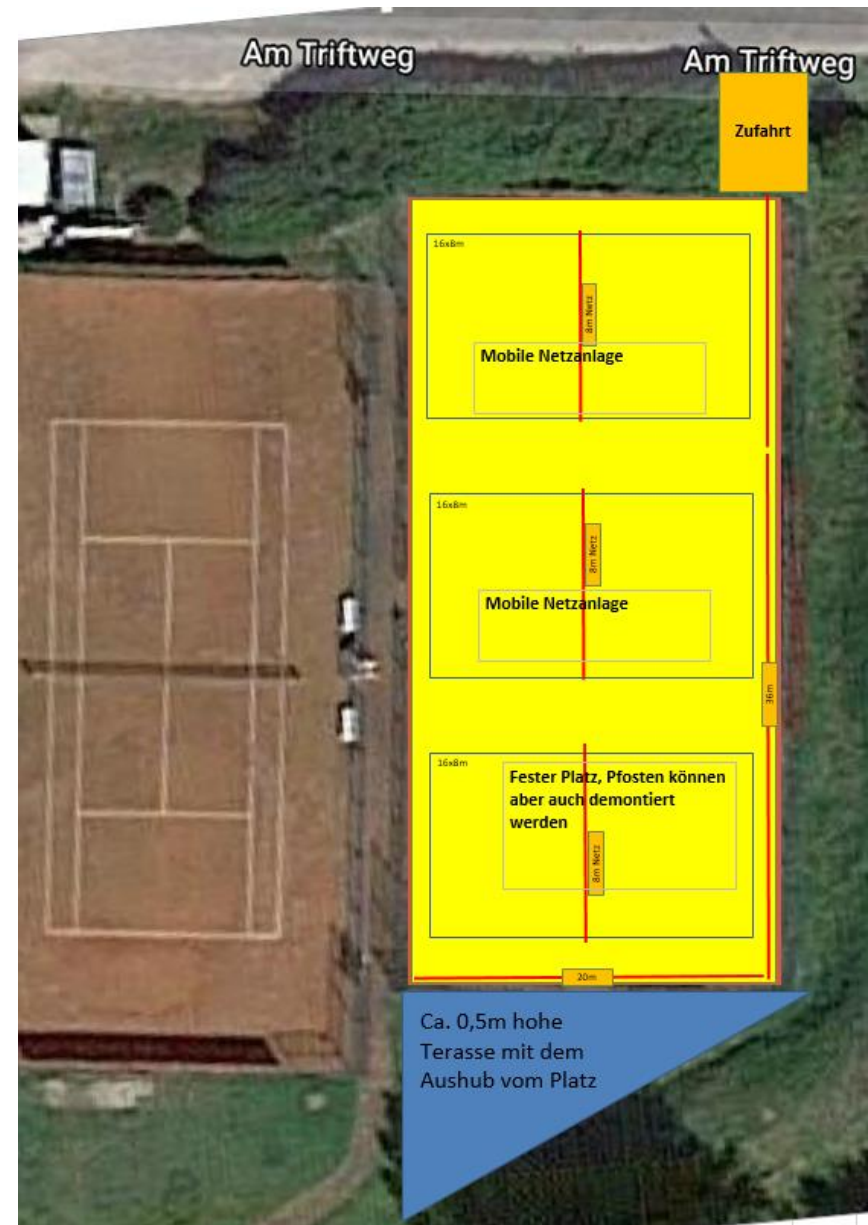 Am Triftweg
Am Triftweg
Zufahrt
16x8m
8m Netz
Mobile Netzanlage
16x8m
8m Netz
Mobile Netzanlage
36m
16x8m
Fester Platz, Pfosten können
aber auch demontiert
werden
8m Netz
20m
Ca. 0,5m hohe
Terasse mit dem
Aushub vom Platz